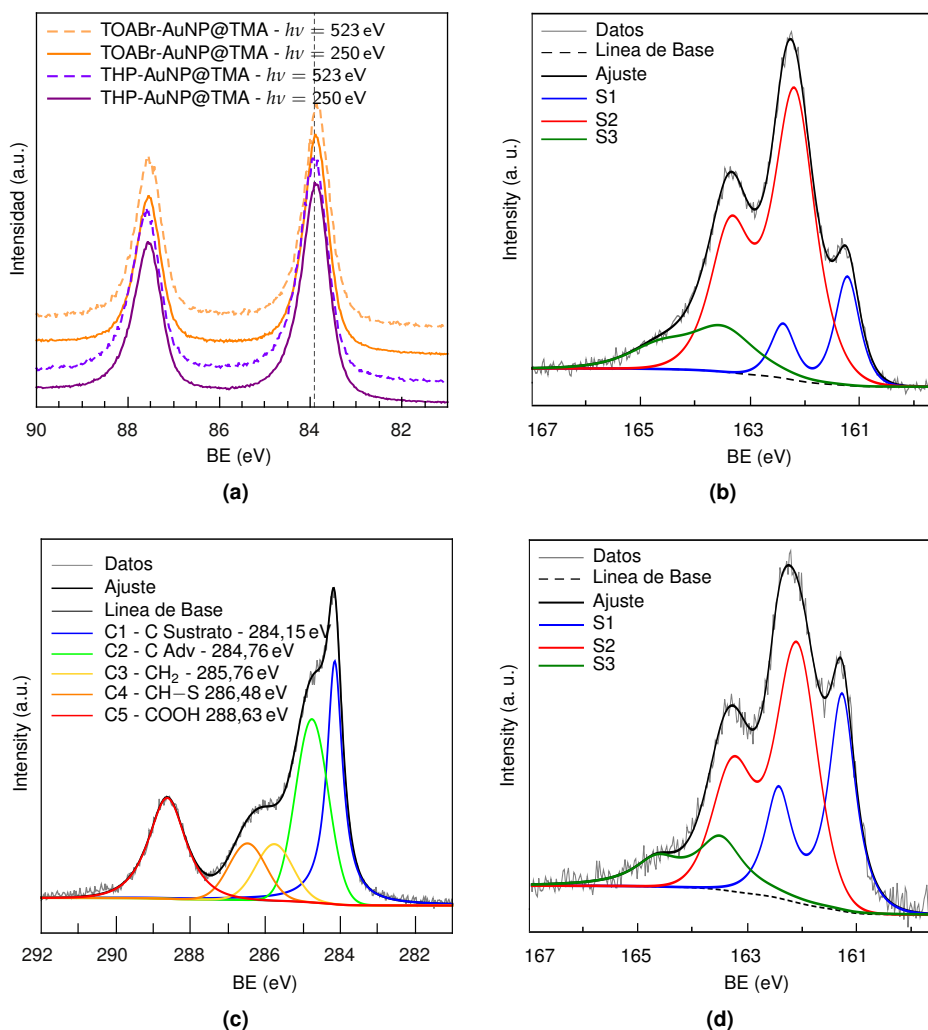 TOABr-AuNP@TMA - hν = 523 eV
TOABr-AuNP@TMA - hν = 250 eV
THP-AuNP@TMA - hν = 523 eV
THP-AuNP@TMA - hν = 250 eV
Intensidad (a.u.)
90 88 86 84 82
BE (eV)
(a)
Datos
Linea de Base
Ajuste
S1
S2
S3
Intensity (a. u.)
167 165 163 161
BE (eV)
(b)
Datos
Ajuste
Linea de Base
C1 - C Sustrato - 284,15 eV
C2 - C Adv - 284,76 eV
C3 - CH₂ - 285,76 eV
C4 - CH−S 286,48 eV
C5 - COOH 288,63 eV
Intensity (a.u.)
292 290 288 286 284 282
BE (eV)
(c)
Datos
Linea de Base
Ajuste
S1
S2
S3
Intensity (a. u.)
167 165 163 161
BE (eV)
(d)